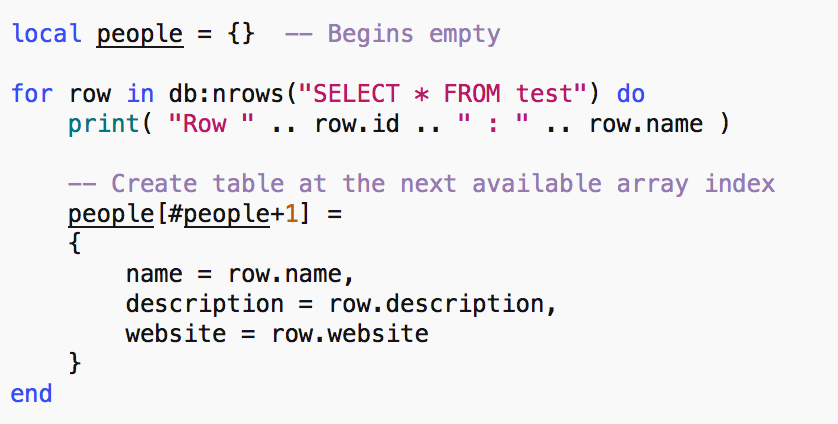 local people = {}  -- Begins empty
for row in db:nrows("SELECT * FROM test") do
    print( "Row " .. row.id .. " : " .. row.name )
    -- Create table at the next available array index
    people[#people+1] =
    {
        name = row.name,
        description = row.description,
        website = row.website
    }
end